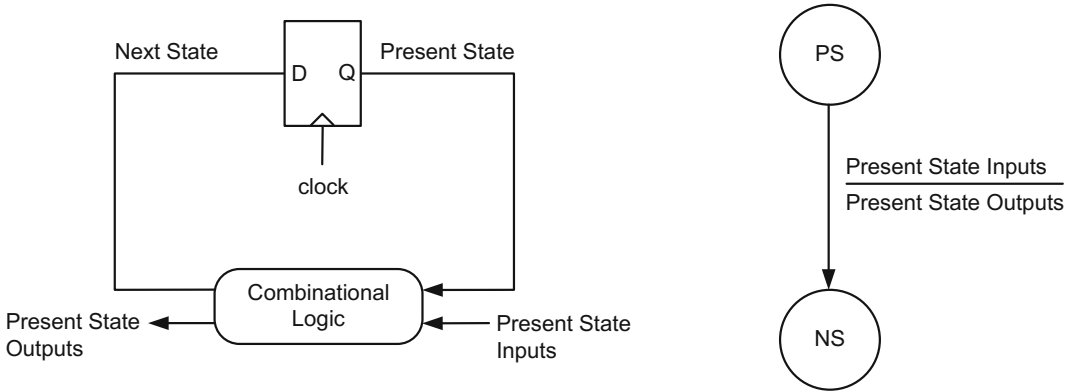 Next State
D
Q
Present State
clock
Combinational
Logic
Present State
Outputs
Present State
Inputs
PS
Present State Inputs
Present State Outputs
NS